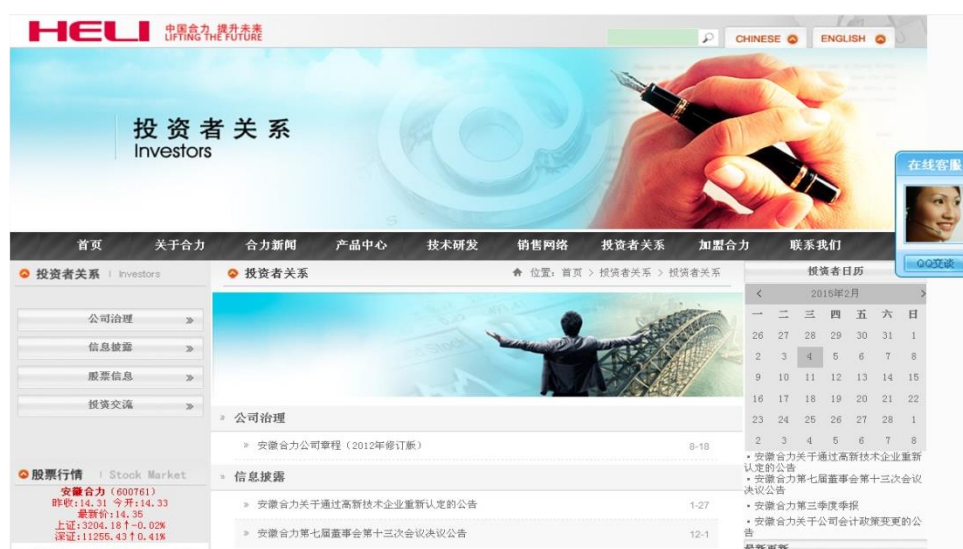 HELI
中国合力 提升未来
LIFTING THE FUTURE
CHINESE
ENGLISH
投资者关系
Investors
在线客服
QQ交谈
首页 关于合力 合力新闻 产品中心 技术研发 销售网络 投资者关系 加盟合力 联系我们
投资者关系 | Investors
公司治理 »
信息披露 »
股票信息 »
投资交流 »
股票行情 | Stock Market
安徽合力 (600761)
昨收:14.31 今开:14.33
最新价:14.35
上证:3204.18↑-0.02%
深证:11255.43↑0.41%
投资者关系
位置: 首页 > 投资者关系 > 投资者关系
» 公司治理
» 安徽合力公司章程（2012年修订版） 8-18
» 信息披露
» 安徽合力关于通过高新技术企业重新认定的公告 1-27
» 安徽合力第七届董事会第十三次会议决议公告 12-1
投资者日历
< 2015年2月 >
一 二 三 四 五 六 日
26 27 28 29 30 31 1
2 3 4 5 6 7 8
9 10 11 12 13 14 15
16 17 18 19 20 21 22
23 24 25 26 27 28 1
2 3 4 5 6 7 8
• 安徽合力关于通过高新技术企业重新
认定的公告
• 安徽合力第七届董事会第十三次会议
决议公告
• 安徽合力第三季度季报
• 安徽合力关于公司会计政策变更的公
告
最新更新